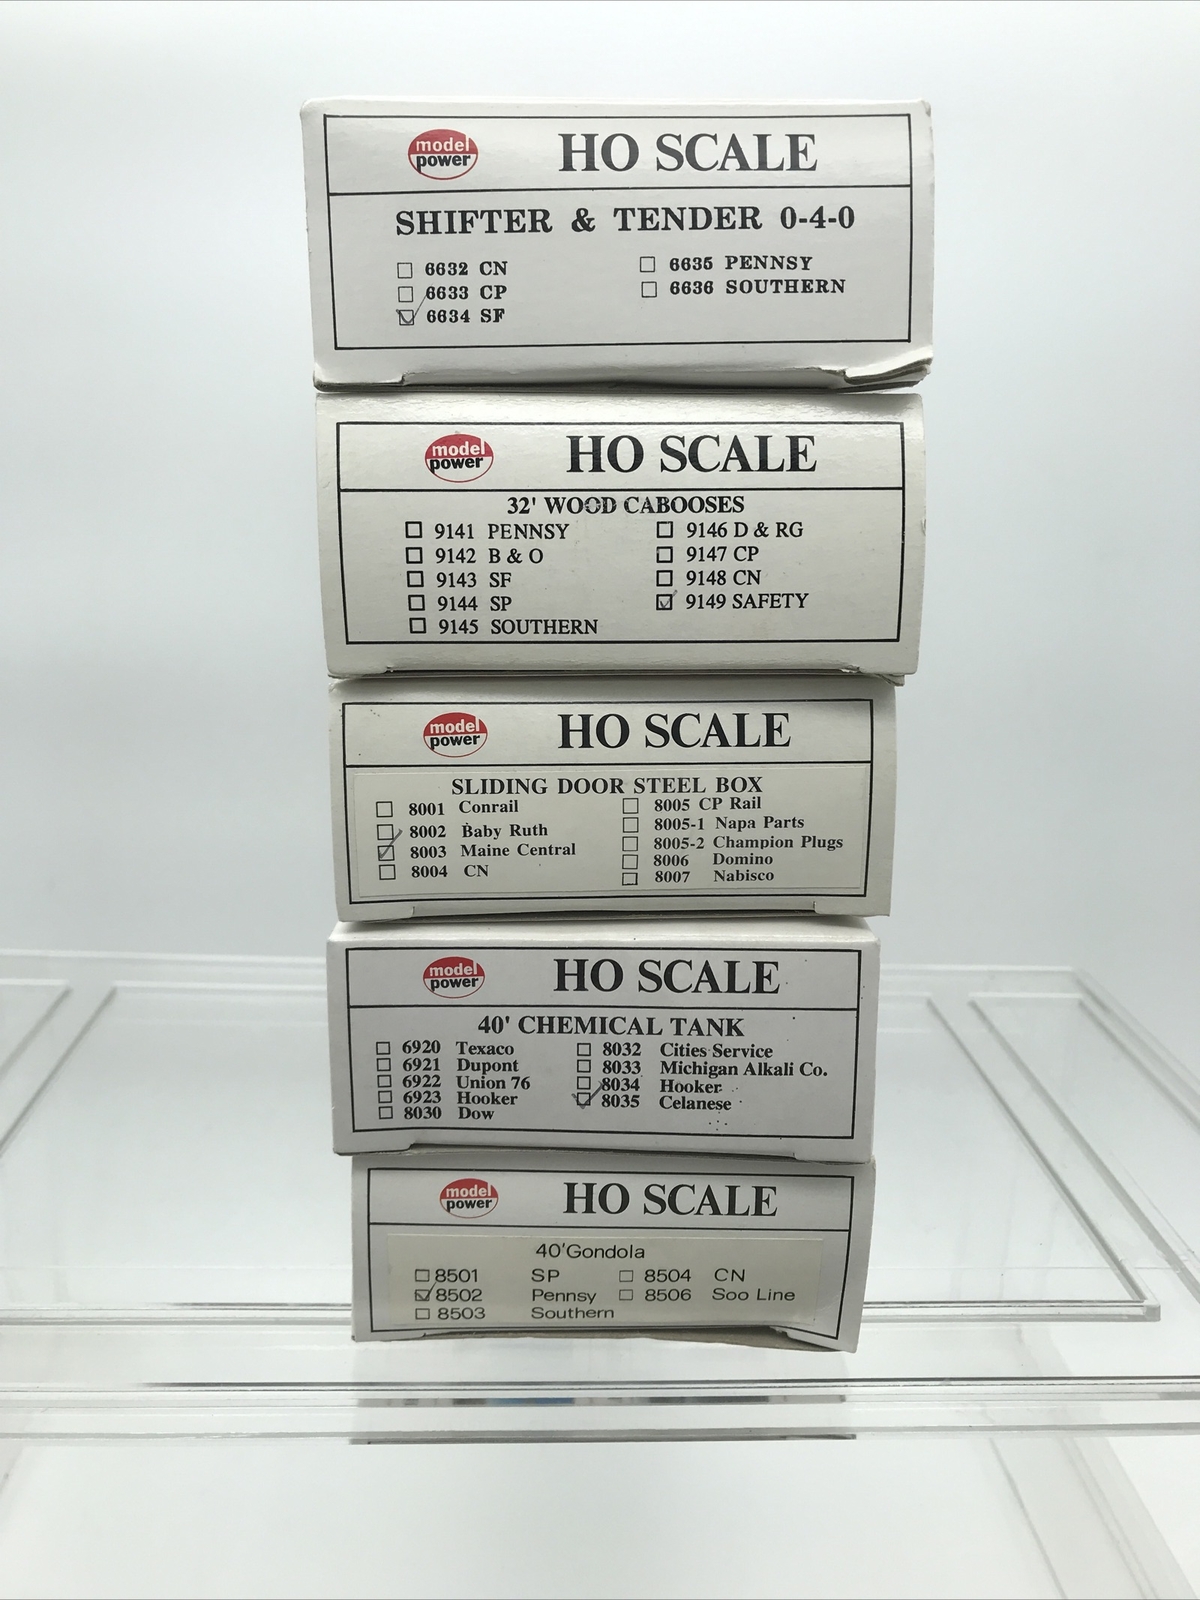 model power HO SCALE
SHIFTER & TENDER 0-4-0
6632 CN 6635 PENNSY
6633 CP 6636 SOUTHERN
6634 SF
model power HO SCALE
32' WOOD CABOOSES
9141 PENNSY 9146 D & RG
9142 B & O 9147 CP
9143 SF 9148 CN
9144 SP 9149 SAFETY
9145 SOUTHERN
model power HO SCALE
SLIDING DOOR STEEL BOX
8001 Conrail 8005 CP Rail
8002 Baby Ruth 8005-1 Napa Parts
8003 Maine Central 8005-2 Champion Plugs
8004 CN 8006 Domino
8007 Nabisco
model power HO SCALE
40' CHEMICAL TANK
6920 Texaco 8032 Cities Service
6921 Dupont 8033 Michigan Alkali Co.
6922 Union 76 8034 Hooker
6923 Hooker 8035 Celanese
8030 Dow
model power HO SCALE
40'Gondola
8501 SP 8504 CN
8502 Pennsy 8506 Soo Line
8503 Southern